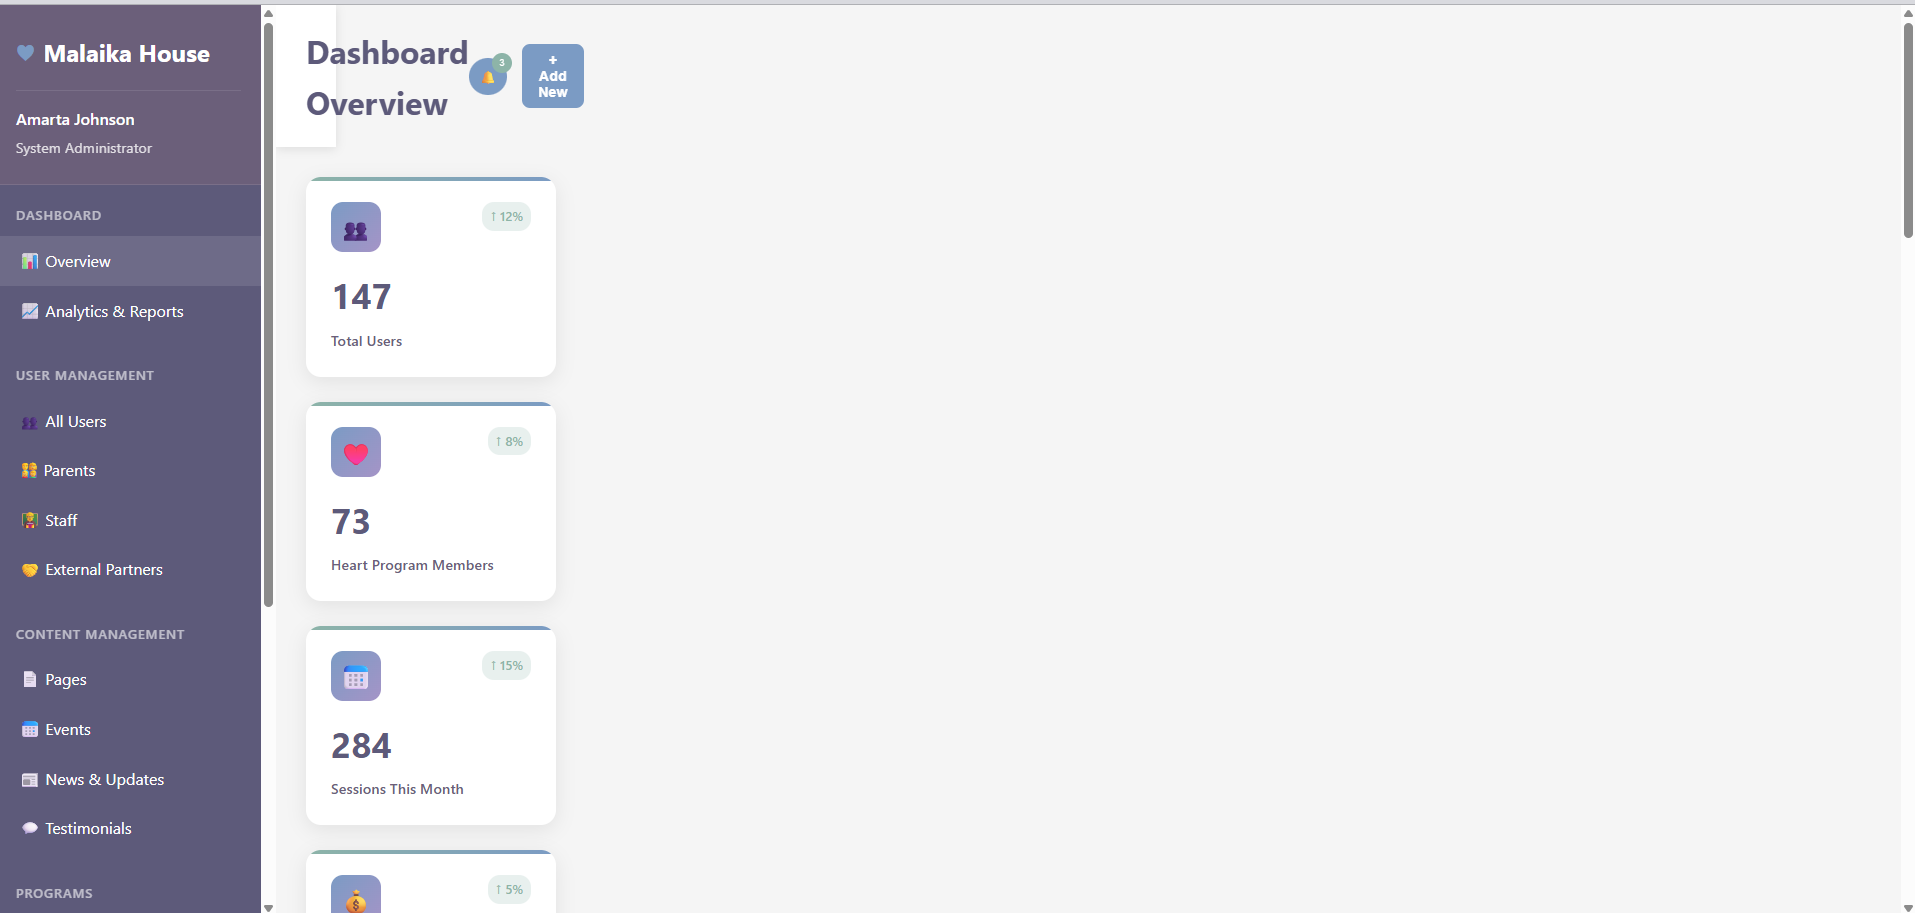 Malaika House
Amarta Johnson
System Administrator
DASHBOARD
Overview
Analytics & Reports
USER MANAGEMENT
All Users
Parents
Staff
External Partners
CONTENT MANAGEMENT
Pages
Events
News & Updates
Testimonials
PROGRAMS
Dashboard
Overview
3
+
Add
New
↑ 12%
147
Total Users
↑ 8%
73
Heart Program Members
↑ 15%
284
Sessions This Month
↑ 5%